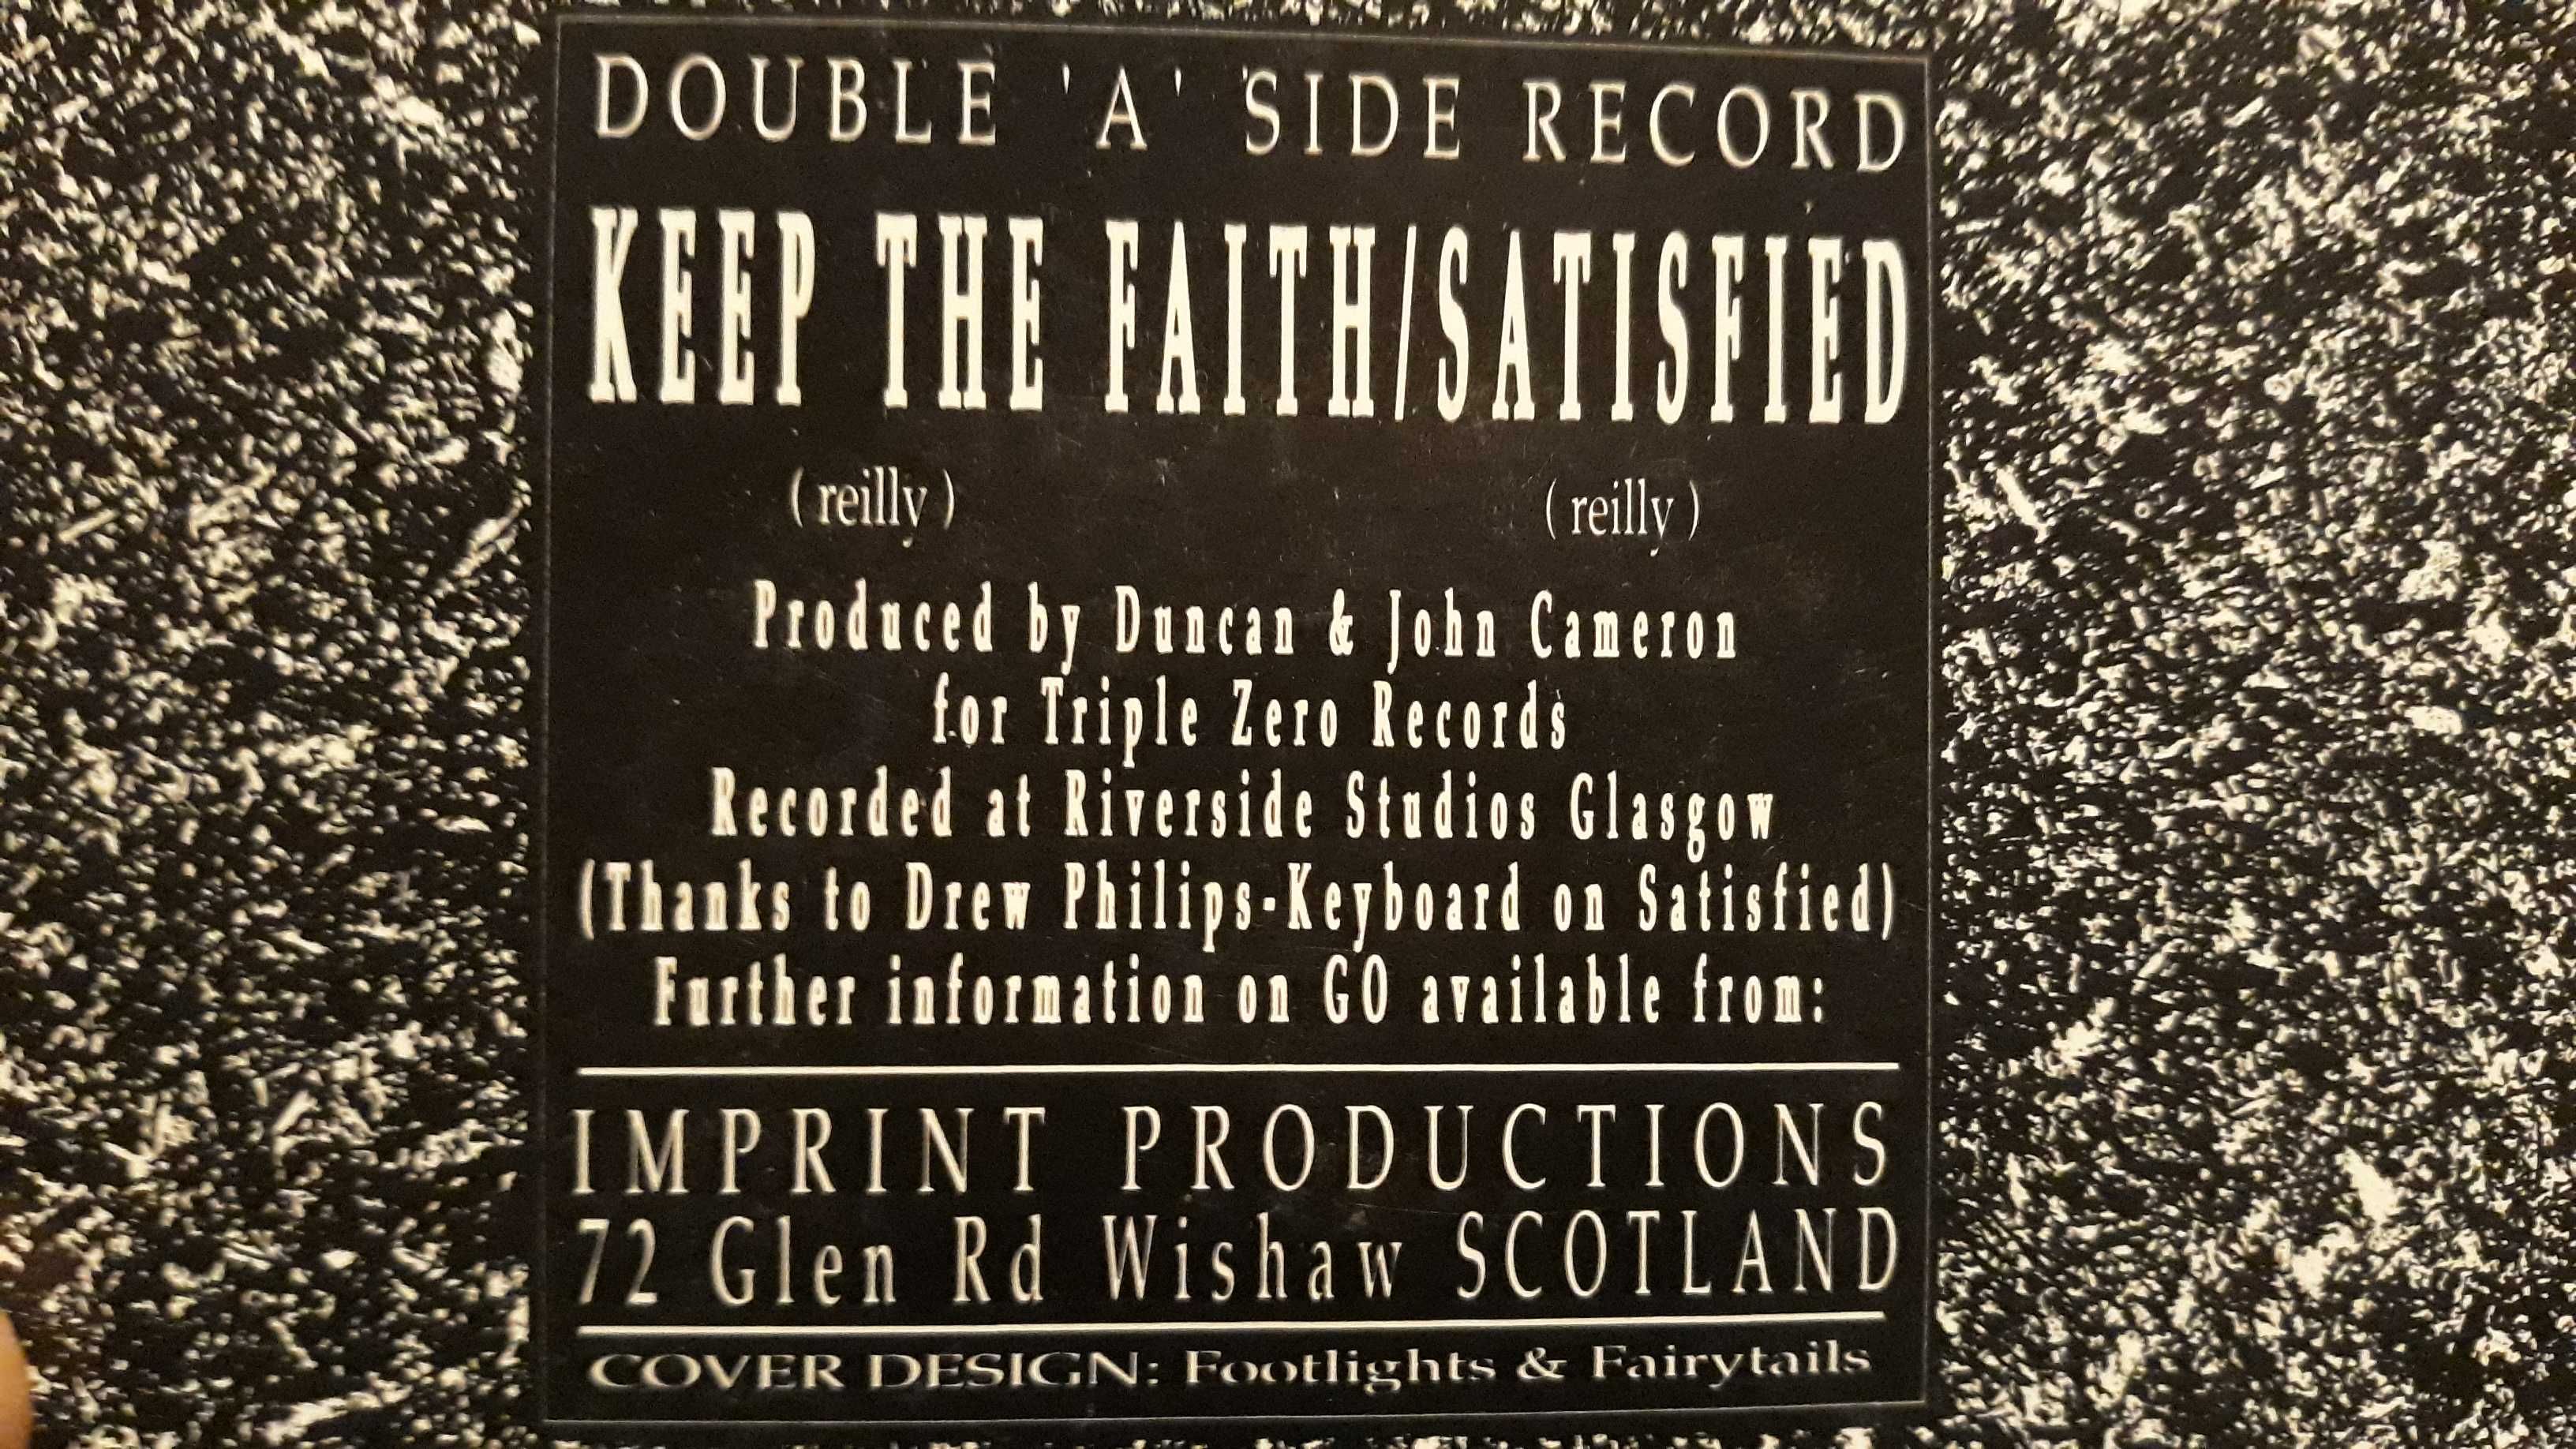 DOUBLE 'A' SIDE RECORD
KEEP THE FAITH/SATISFIED
( reilly ) ( reilly )
Produced by Duncan & John Cameron
for Triple Zero Records
Recorded at Riverside Studios Glasgow
(Thanks to Drew Philips-Keyboard on Satisfied)
Further information on GO available from:
IMPRINT PRODUCTIONS
72 Glen Rd Wishaw SCOTLAND
COVER DESIGN: Footlights & Fairytails